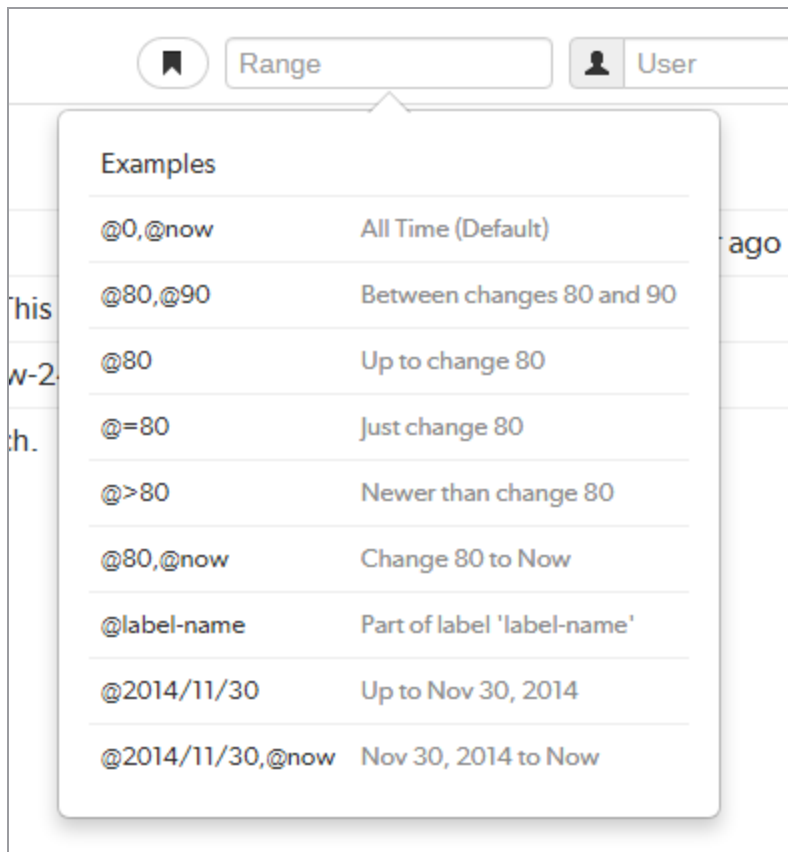 Range User
Examples
@0,@now All Time (Default)
ago
@80,@90 Between changes 80 and 90
This
@80 Up to change 80
w-2
@=80 Just change 80
ch.
@>80 Newer than change 80
@80,@now Change 80 to Now
@label-name Part of label 'label-name'
@2014/11/30 Up to Nov 30, 2014
@2014/11/30,@now Nov 30, 2014 to Now